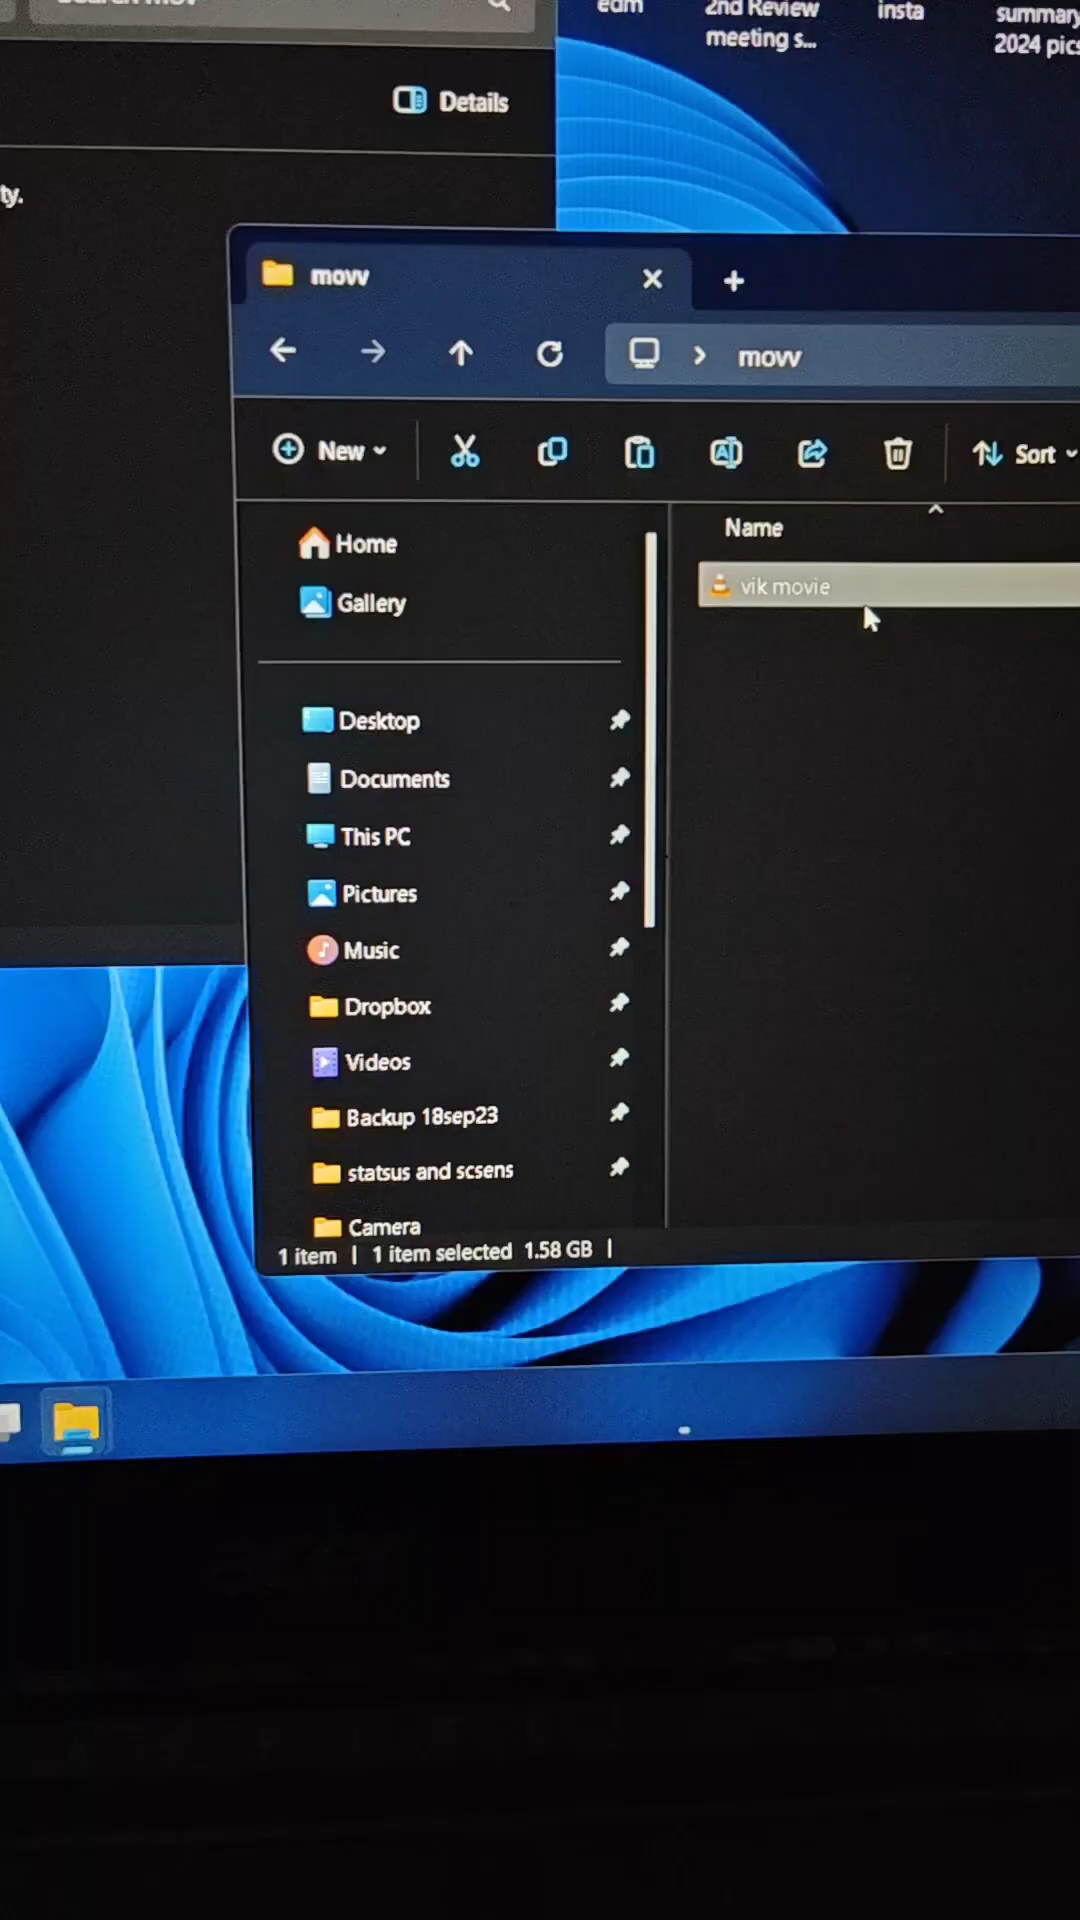 edm
2nd Review
meeting s...
insta
summary
2024 pics
Details
ty.
movv
movv
New
Sort
Name
vik movie
Home
Gallery
Desktop
Documents
This PC
Pictures
Music
Dropbox
Videos
Backup 18sep23
statsus and scsens
Camera
1 item | 1 item selected 1.58 GB |